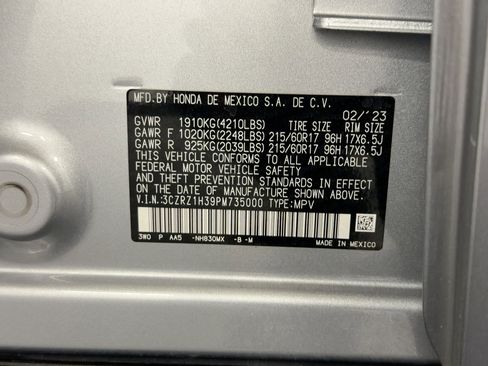 MFD.BY HONDA DE MEXICO S.A. DE C.V.
02/'23
GVWR 1910KG(4210LBS) TIRE SIZE RIM SIZE
GAWR F 1020KG(2248LBS) 215/60R17 96H 17X6.5J
GAWR R 925KG(2039LBS) 215/60R17 96H 17X6.5J
THIS VEHICLE CONFORMS TO ALL APPLICABLE
FEDERAL MOTOR VEHICLE SAFETY
AND THEFT PREVENTION STANDARDS IN EFFECT
ON THE DATE OF MANUFACTURE SHOWN ABOVE.
V.I.N.:3CZRZ1H39PM735000 TYPE:MPV
3W0 P AA5 -NH830MX -B -M MADE IN MEXICO